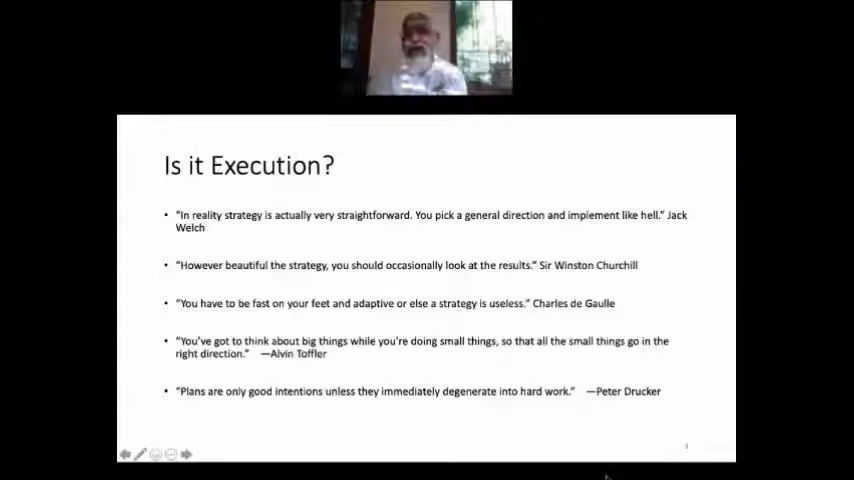 Is it Execution?
• “In reality strategy is actually very straightforward. You pick a general direction and implement like hell.” Jack
Welch
• “However beautiful the strategy, you should occasionally look at the results.” Sir Winston Churchill
• “You have to be fast on your feet and adaptive or else a strategy is useless.” Charles de Gaulle
• “You’ve got to think about big things while you’re doing small things, so that all the small things go in the
right direction.” —Alvin Toffler
• “Plans are only good intentions unless they immediately degenerate into hard work.” —Peter Drucker